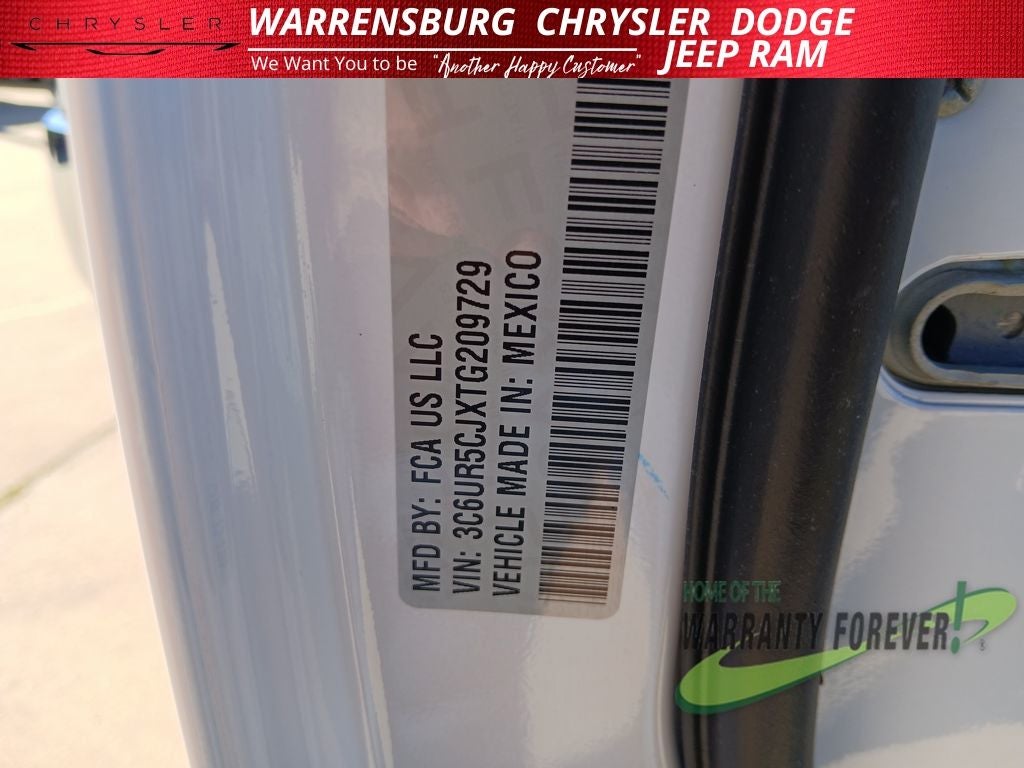 CHRYSLER
WARRENSBURG CHRYSLER DODGE
JEEP RAM
We Want You to be "Another Happy Customer"
MFD BY: FCA US LLC
VIN: 3C6UR5CJXTG209729
VEHICLE MADE IN: MEXICO
HOME OF THE
WARRANTY FOREVER!®